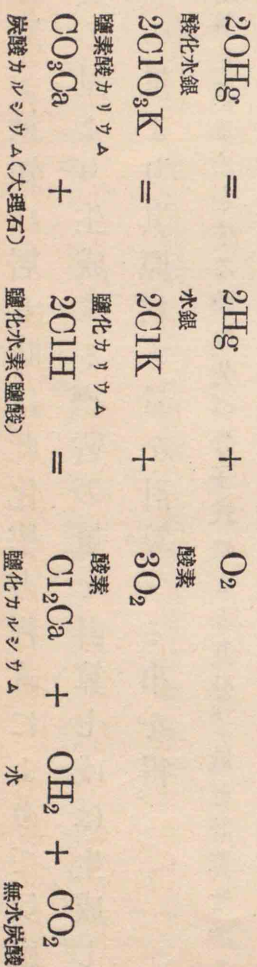 2OHg = 2Hg + O₂
酸化水銀 水銀 酸素
2ClO₃K = 2ClK + 3O₂
鹽素酸カリウム 鹽化カリウム 酸素
CO₃Ca + 2ClH = Cl₂Ca + OH₂ + CO₂
炭酸カルシウム(大理石) 鹽化水素(鹽酸) 鹽化カルシウム 水 無水炭酸